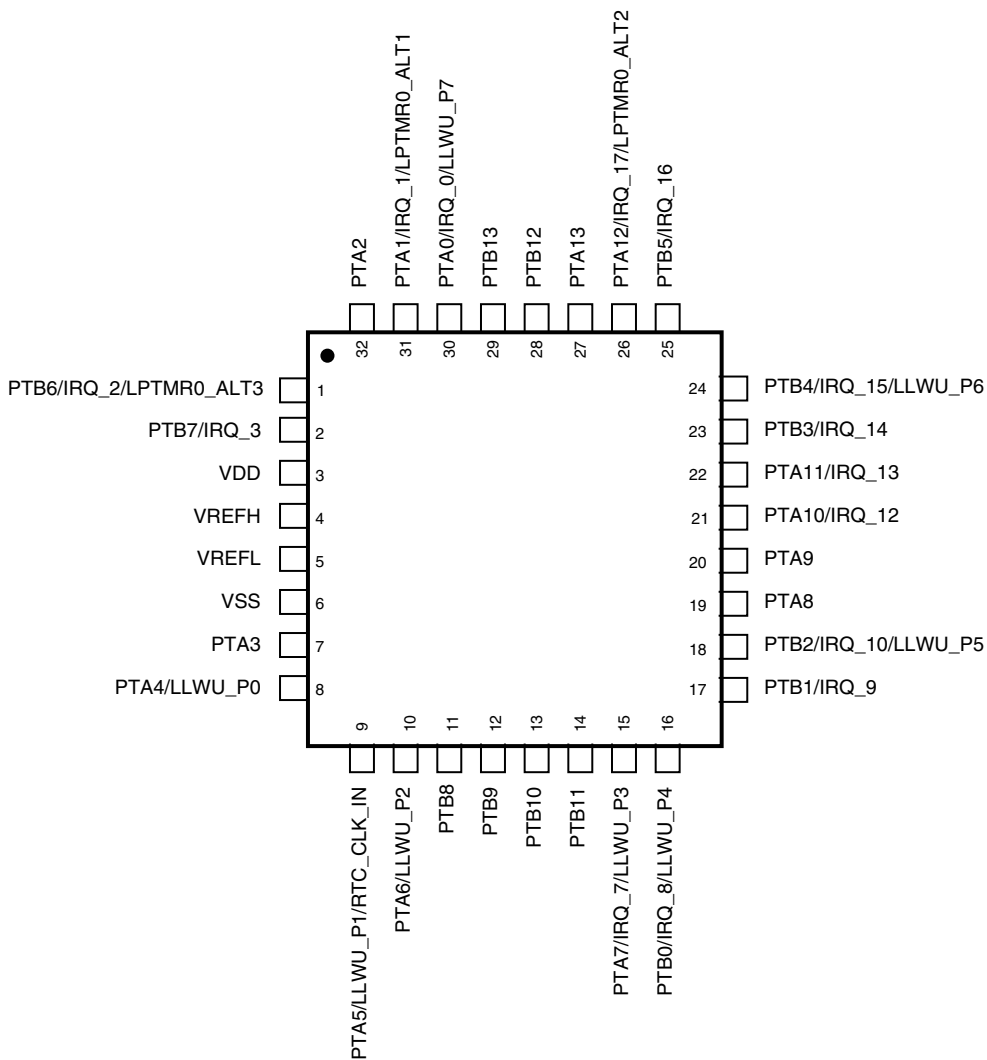 PTA2
PTA1/IRQ_1/LPTMR0_ALT1
PTA0/IRQ_0/LLWU_P7
PTB13
PTB12
PTA13
PTA12/IRQ_17/LPTMR0_ALT2
PTB5/IRQ_16
32
31
30
29
28
27
26
25
PTB6/IRQ_2/LPTMR0_ALT3 1
PTB7/IRQ_3 2
VDD 3
VREFH 4
VREFL 5
VSS 6
PTA3 7
PTA4/LLWU_P0 8
24 PTB4/IRQ_15/LLWU_P6
23 PTB3/IRQ_14
22 PTA11/IRQ_13
21 PTA10/IRQ_12
20 PTA9
19 PTA8
18 PTB2/IRQ_10/LLWU_P5
17 PTB1/IRQ_9
9
10
11
12
13
14
15
16
PTA5/LLWU_P1/RTC_CLK_IN
PTA6/LLWU_P2
PTB8
PTB9
PTB10
PTB11
PTA7/IRQ_7/LLWU_P3
PTB0/IRQ_8/LLWU_P4